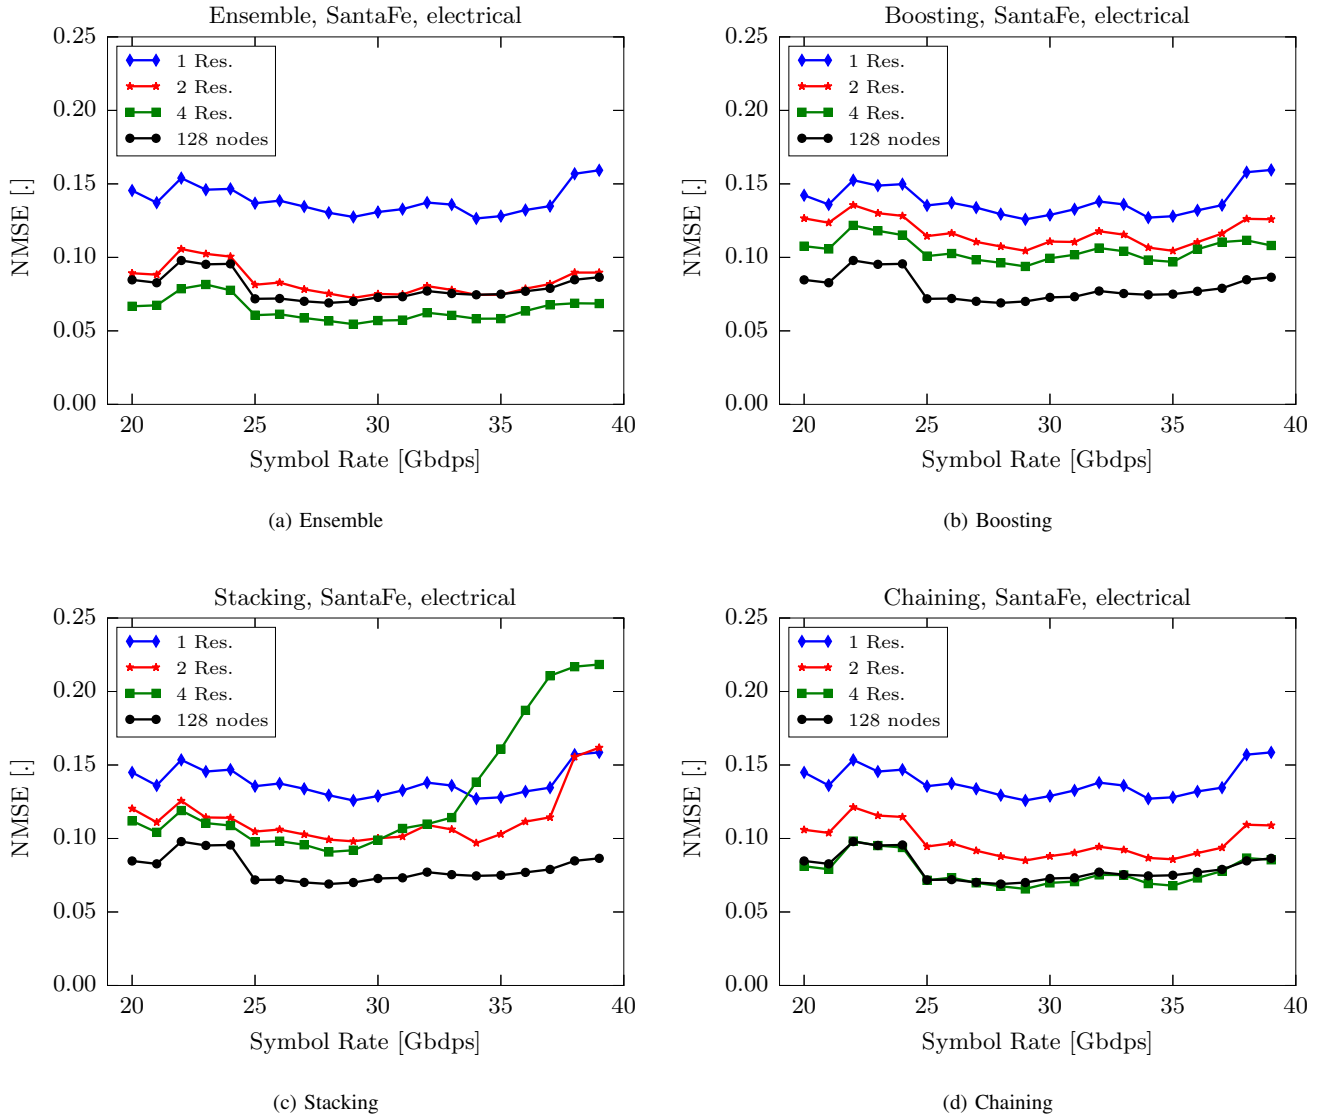 Ensemble, SantaFe, electrical
0.25
0.20
0.15
0.10
0.05
0.00
NMSE [.]
1 Res.
2 Res.
4 Res.
128 nodes
20 25 30 35 40
Symbol Rate [Gbdps]
(a) Ensemble
Boosting, SantaFe, electrical
0.25
0.20
0.15
0.10
0.05
0.00
NMSE [.]
1 Res.
2 Res.
4 Res.
128 nodes
20 25 30 35 40
Symbol Rate [Gbdps]
(b) Boosting
Stacking, SantaFe, electrical
0.25
0.20
0.15
0.10
0.05
0.00
NMSE [.]
1 Res.
2 Res.
4 Res.
128 nodes
20 25 30 35 40
Symbol Rate [Gbdps]
(c) Stacking
Chaining, SantaFe, electrical
0.25
0.20
0.15
0.10
0.05
0.00
NMSE [.]
1 Res.
2 Res.
4 Res.
128 nodes
20 25 30 35 40
Symbol Rate [Gbdps]
(d) Chaining